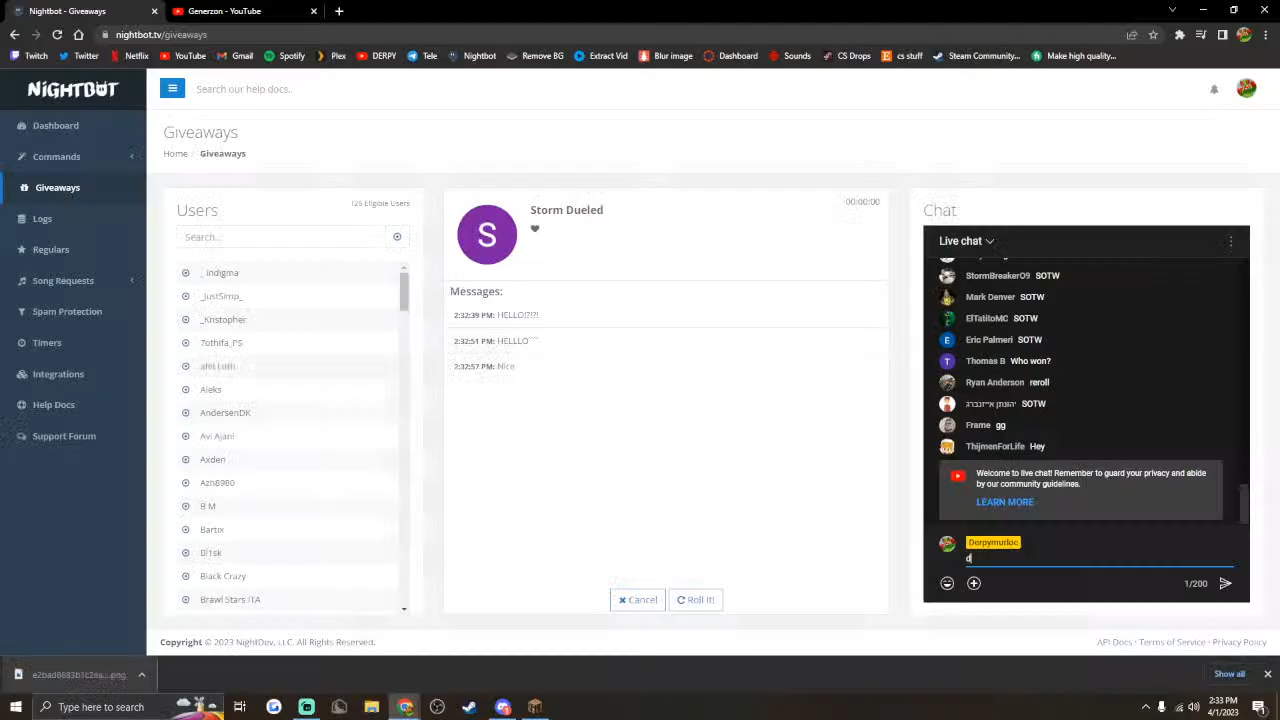 Nightbot - Giveaways
Generzon - YouTube
nightbot.tv/giveaways
Twitch
Twitter
Netflix
YouTube
Gmail
Spotify
Plex
DERPY
Tele
Nightbot
Remove BG
Extract Vid
Blur image
Dashboard
Sounds
CS Drops
cs stuff
Steam Community...
Make high quality...
NiGHTBOT
Search our help docs..
Dashboard
Commands
Giveaways
Logs
Regulars
Song Requests
Spam Protection
Timers
Integrations
Help Docs
Support Forum
Giveaways
Home / Giveaways
Users
125 Eligible Users
Search...
_ indigma
_JustSimp_
_Kristopher
7othifa_PS
Aleks
AndersenDK
Avi Ajani
Axden
Azh8980
B M
Bartix
Bl1sk
Black Crazy
Brawl Stars ITA
S
Storm Dueled
00:00:00
Messages:
2:32:39 PM: HELLO!?!?!
2:32:51 PM: HELLLO
2:32:57 PM: Nice
Cancel
Roll It!
Chat
Live chat
StormBreaker09 SOTW
Mark Denver SOTW
ElTatitoMC SOTW
E
Eric Palmeri SOTW
T
Thomas B Who won?
Ryan Anderson reroll
יהונתן אייזנברג SOTW
Frame gg
ThijmenForLife Hey
Welcome to live chat! Remember to guard your privacy and abide
by our community guidelines.
LEARN MORE
Derpymurloc
d
1/200
Copyright © 2023 NightDev, LLC. All Rights Reserved.
API Docs · Terms of Service · Privacy Policy
Show all
Type here to search
2:33 PM
4/1/2023